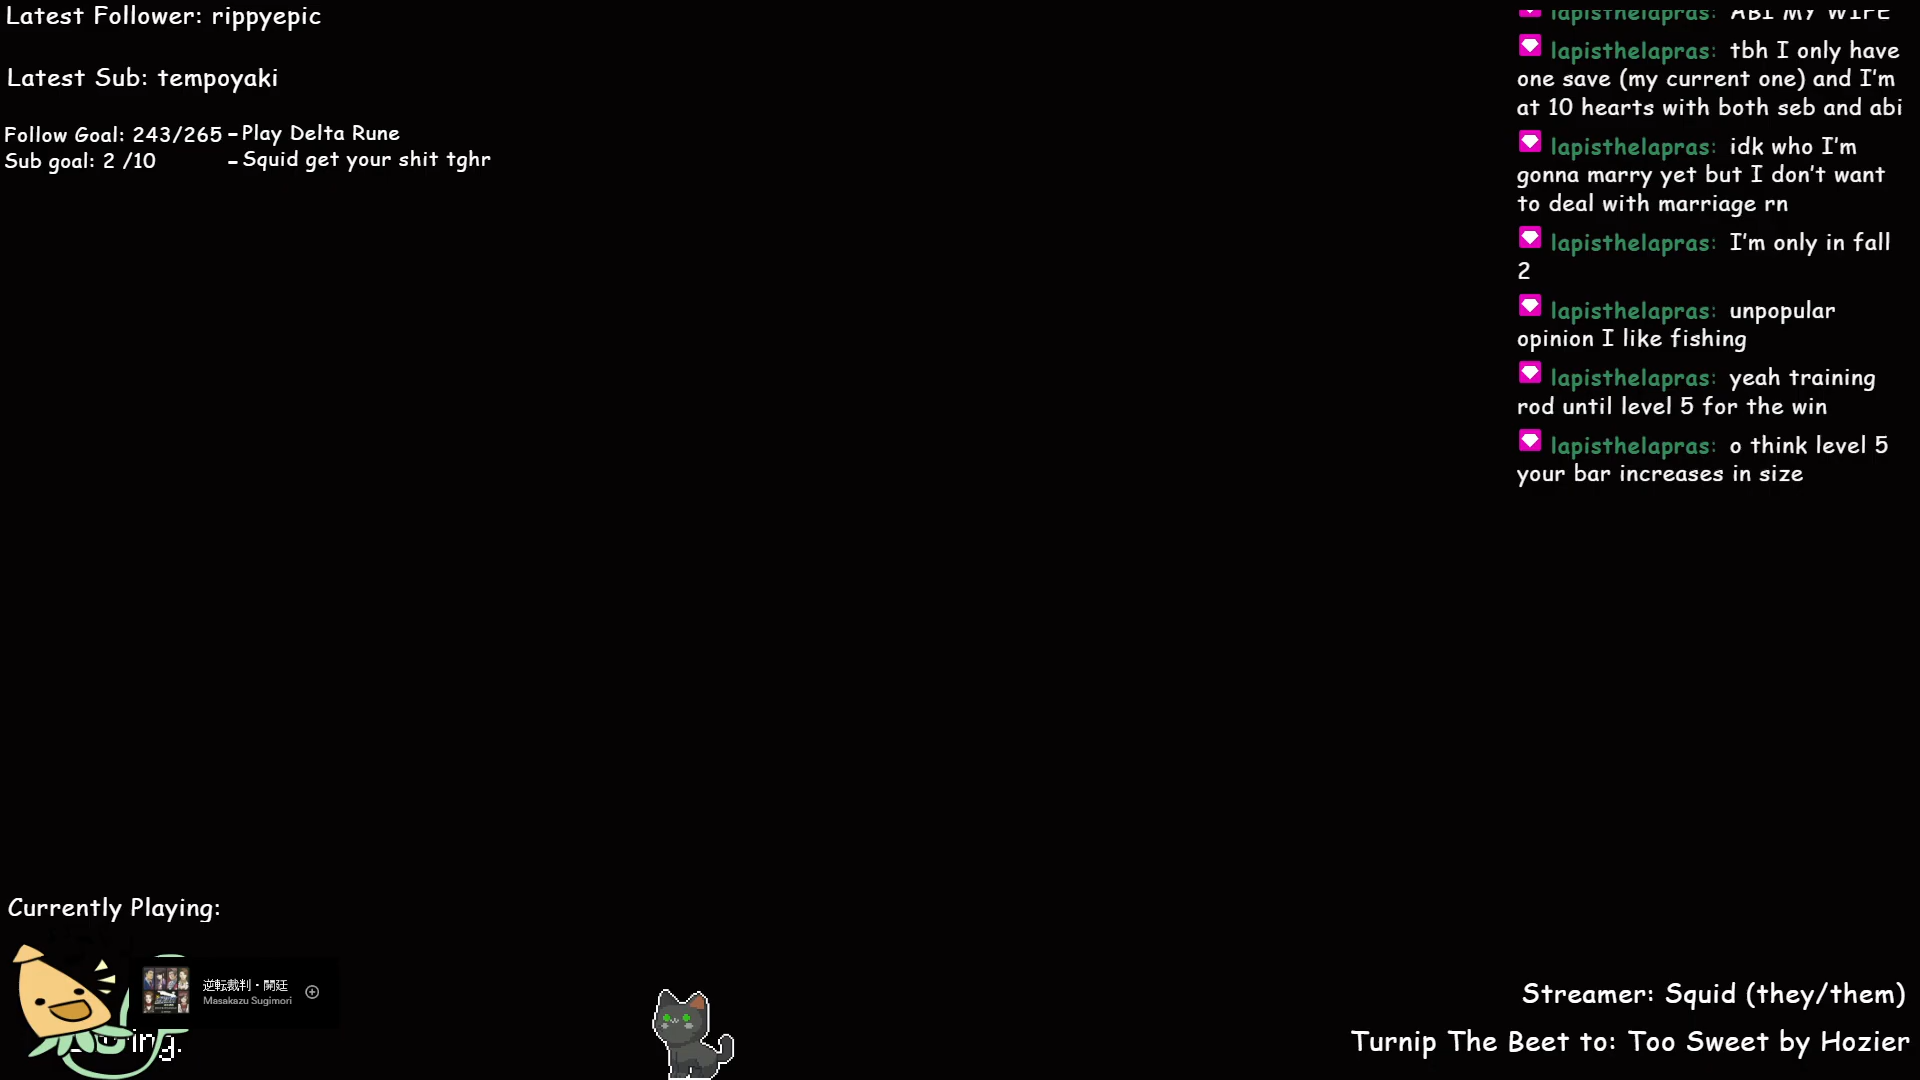 Latest Follower: rippyepic
Latest Sub: tempoyaki
Follow Goal: 243/265 - Play Delta Rune
Sub goal: 2 /10 - Squid get your shit tghr
lapisthelapras: ABI MY WIFE
lapisthelapras: tbh I only have
one save (my current one) and I'm
at 10 hearts with both seb and abi
lapisthelapras: idk who I'm
gonna marry yet but I don't want
to deal with marriage rn
lapisthelapras: I'm only in fall
2
lapisthelapras: unpopular
opinion I like fishing
lapisthelapras: yeah training
rod until level 5 for the win
lapisthelapras: o think level 5
your bar increases in size
Currently Playing:
逆転裁判・開廷
Masakazu Sugimori
Streamer: Squid (they/them)
Turnip The Beet to: Too Sweet by Hozier